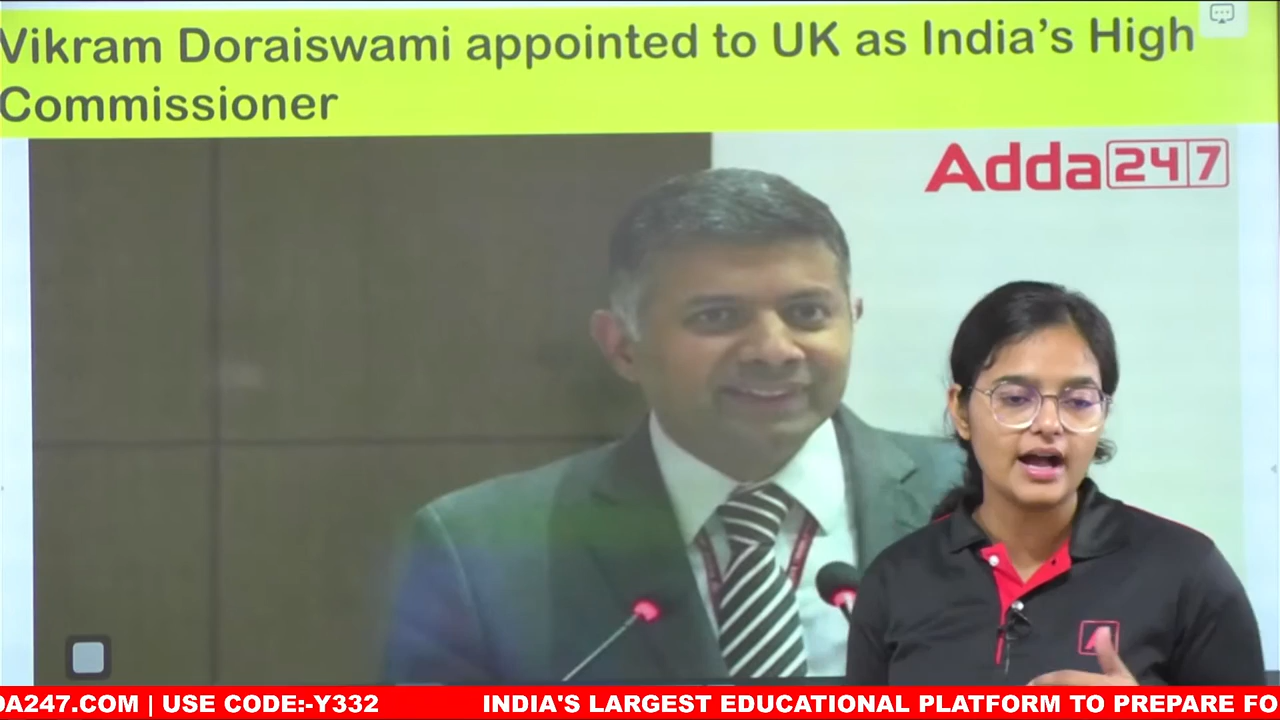 Vikram Doraiswami appointed to UK as India's High
Commissioner
Adda247
DA247.COM | USE CODE:-Y332 INDIA'S LARGEST EDUCATIONAL PLATFORM TO PREPARE FO